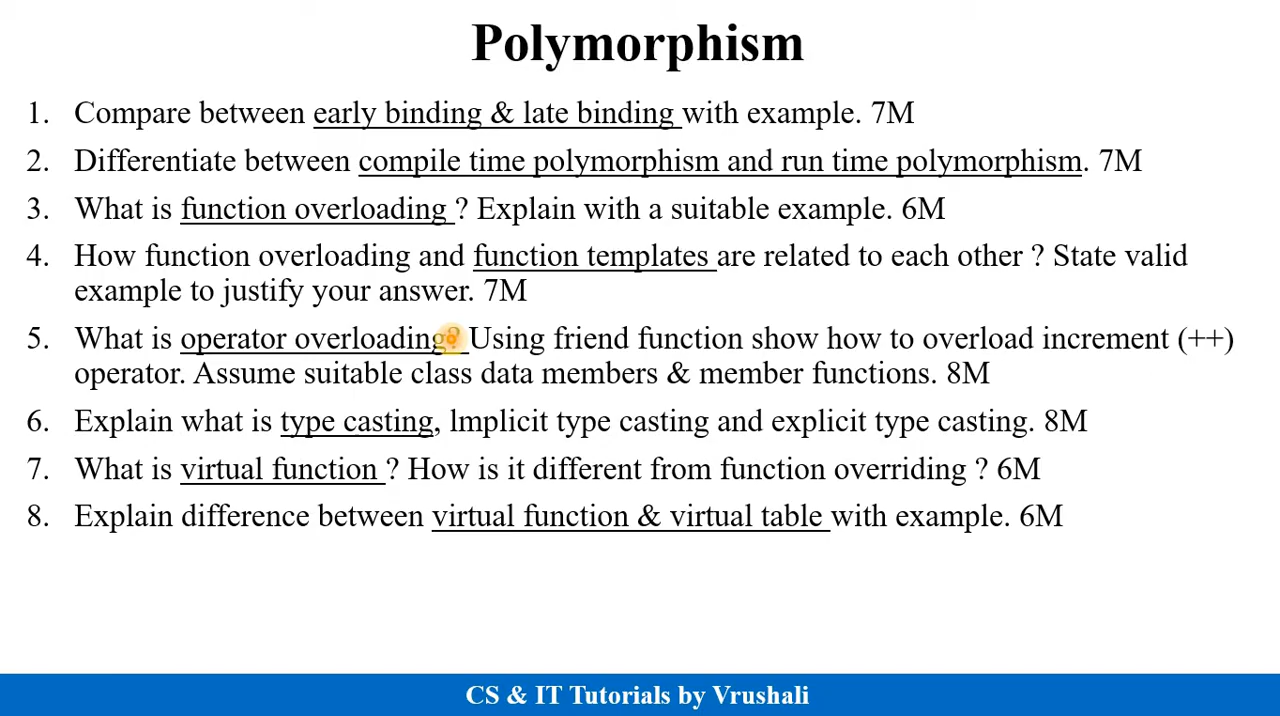 Polymorphism
1. Compare between early binding & late binding with example. 7M
2. Differentiate between compile time polymorphism and run time polymorphism. 7M
3. What is function overloading ? Explain with a suitable example. 6M
4. How function overloading and function templates are related to each other ? State valid
example to justify your answer. 7M
5. What is operator overloading? Using friend function show how to overload increment (++)
operator. Assume suitable class data members & member functions. 8M
6. Explain what is type casting, lmplicit type casting and explicit type casting. 8M
7. What is virtual function ? How is it different from function overriding ? 6M
8. Explain difference between virtual function & virtual table with example. 6M
CS & IT Tutorials by Vrushali